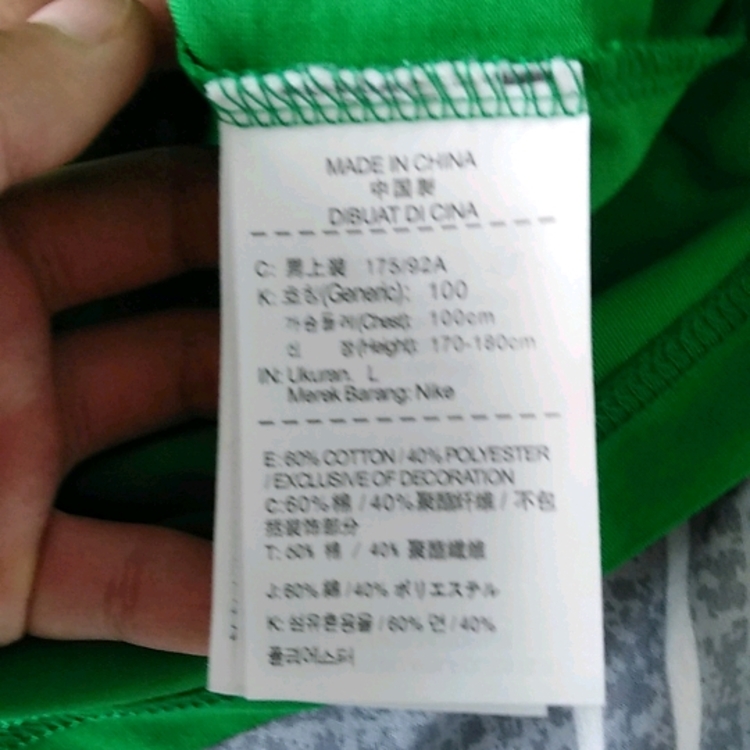 MADE IN CHINA
中国製
DIBUAT DI CINA
C: 男上装 175/92A
K: 호칭(Generic): 100
가슴둘레(Chest): 100cm
신 장(Height): 170-180cm
IN: Ukuran. L
Merek Barang: Nike
E: 60% COTTON / 40% POLYESTER
/ EXCLUSIVE OF DECORATION
C:60% 棉 / 40%聚酯纤维 / 不包
括装饰部分
T: 60% 棉 / 40% 聚酯纖維
J: 60% 綿 / 40% ポリエステル
K: 섬유혼용율 / 60% 면 / 40%
폴리에스터